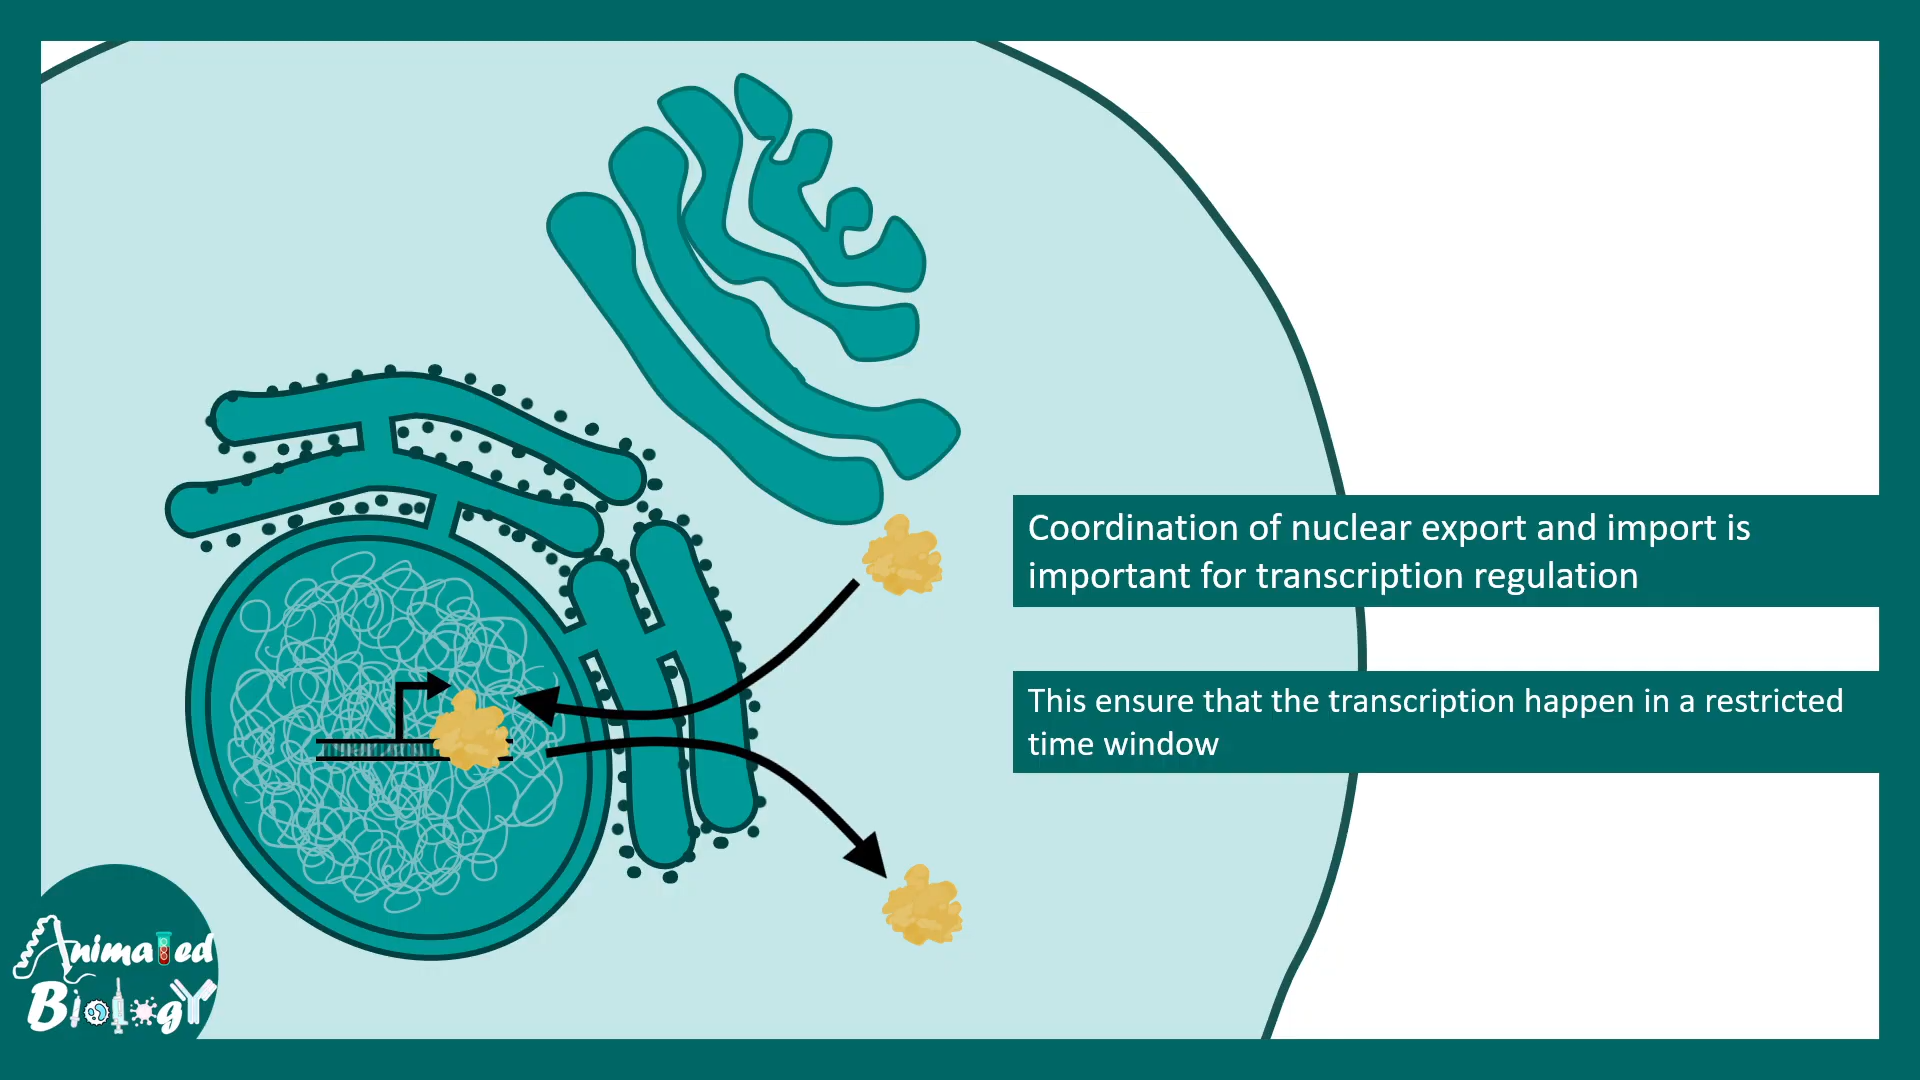 Coordination of nuclear export and import is
important for transcription regulation
This ensure that the transcription happen in a restricted
time window
Animated
Biology